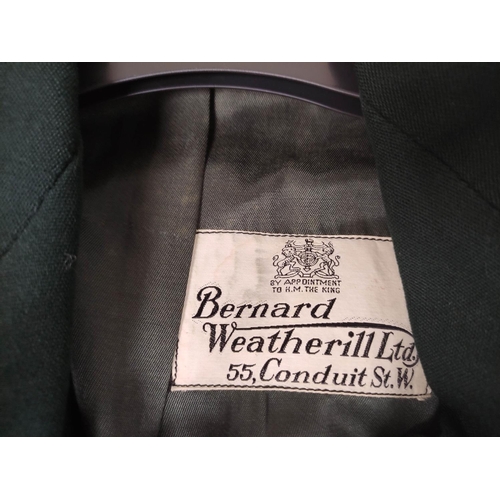 BY APPOINTMENT
TO H.M. THE KING
Bernard
Weatherill Ltd.
55, Conduit St. W.